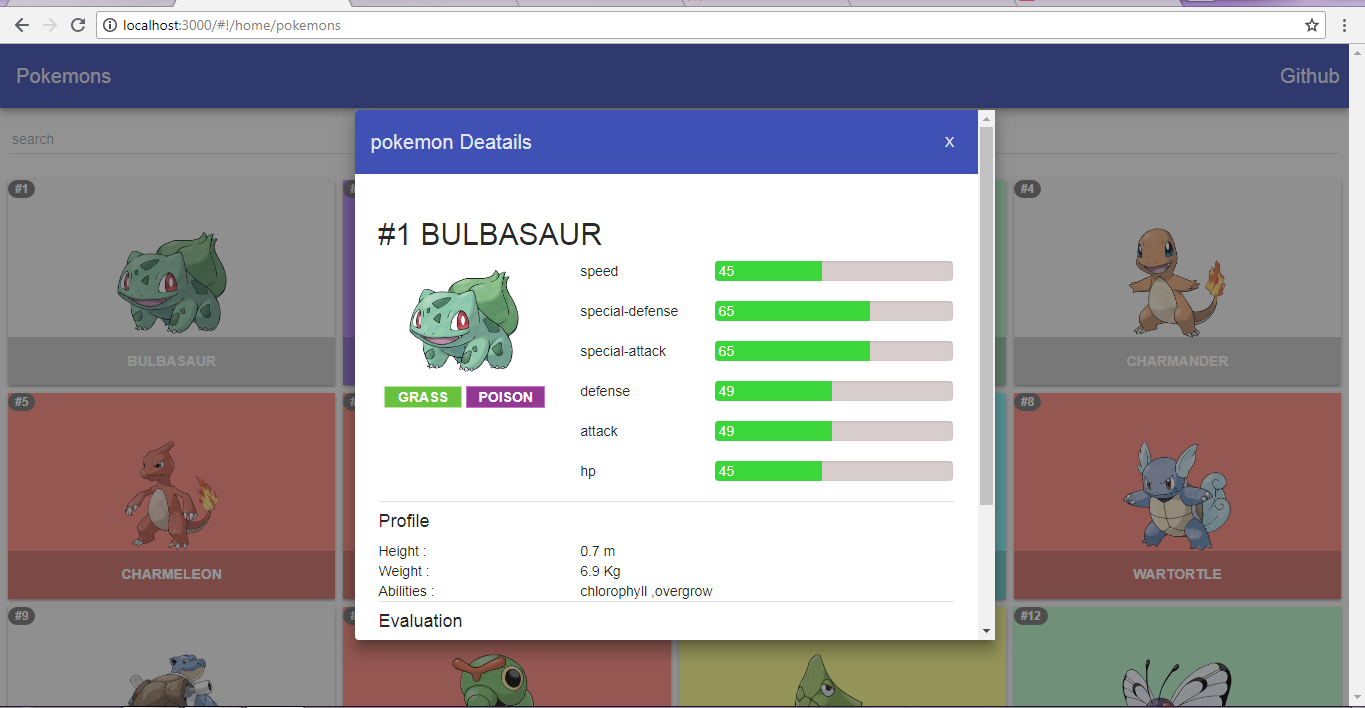 localhost:3000/#!/home/pokemons
Pokemons
Github
search
pokemon Deatails
X
#1
#4
#1 BULBASAUR
speed
45
special-defense
65
special-attack
65
defense
49
attack
49
hp
45
GRASS
POISON
BULBASAUR
CHARMANDER
#5
#8
Profile
Height :
0.7 m
Weight :
6.9 Kg
Abilities :
chlorophyll ,overgrow
Evaluation
CHARMELEON
WARTORTLE
#9
#12